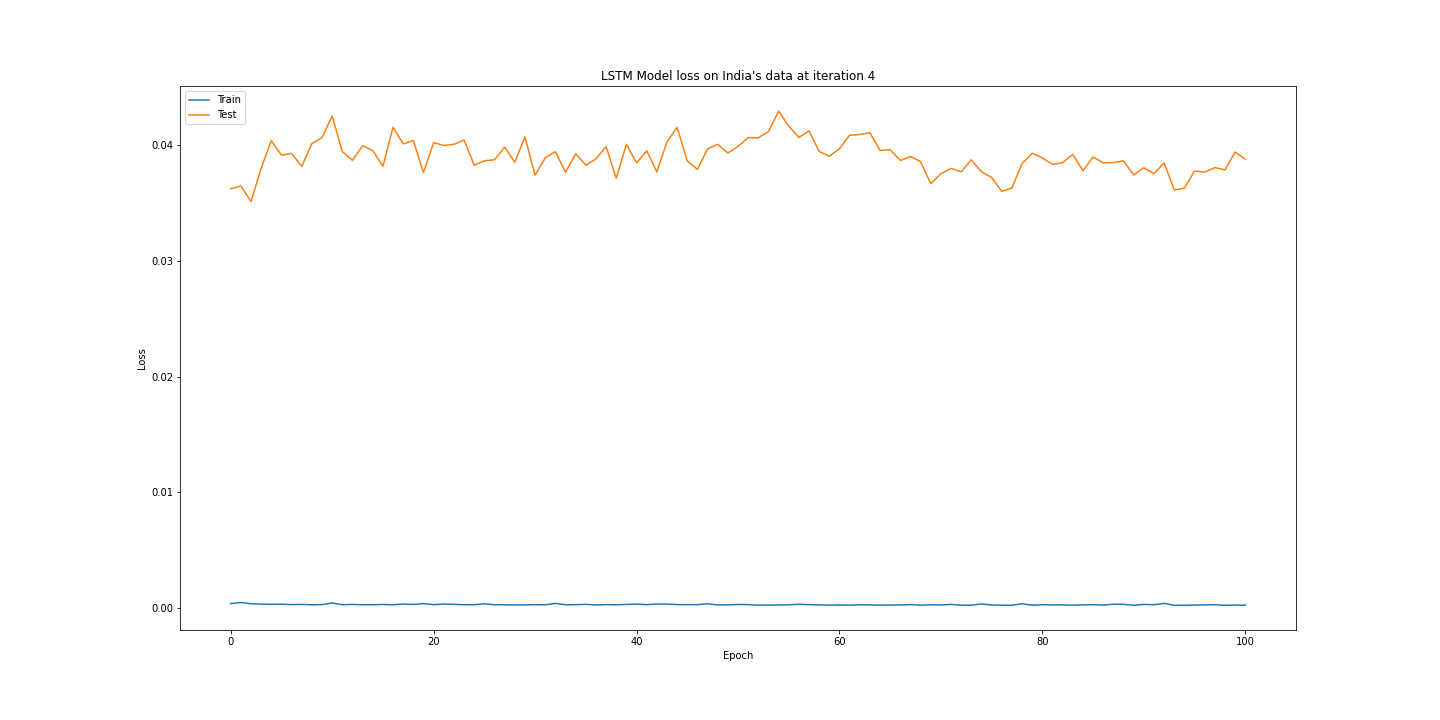 LSTM Model loss on India's data at iteration 4
Train
Test
0.04
0.03
0.02
0.01
0.00
Loss
0 20 40 60 80 100
Epoch